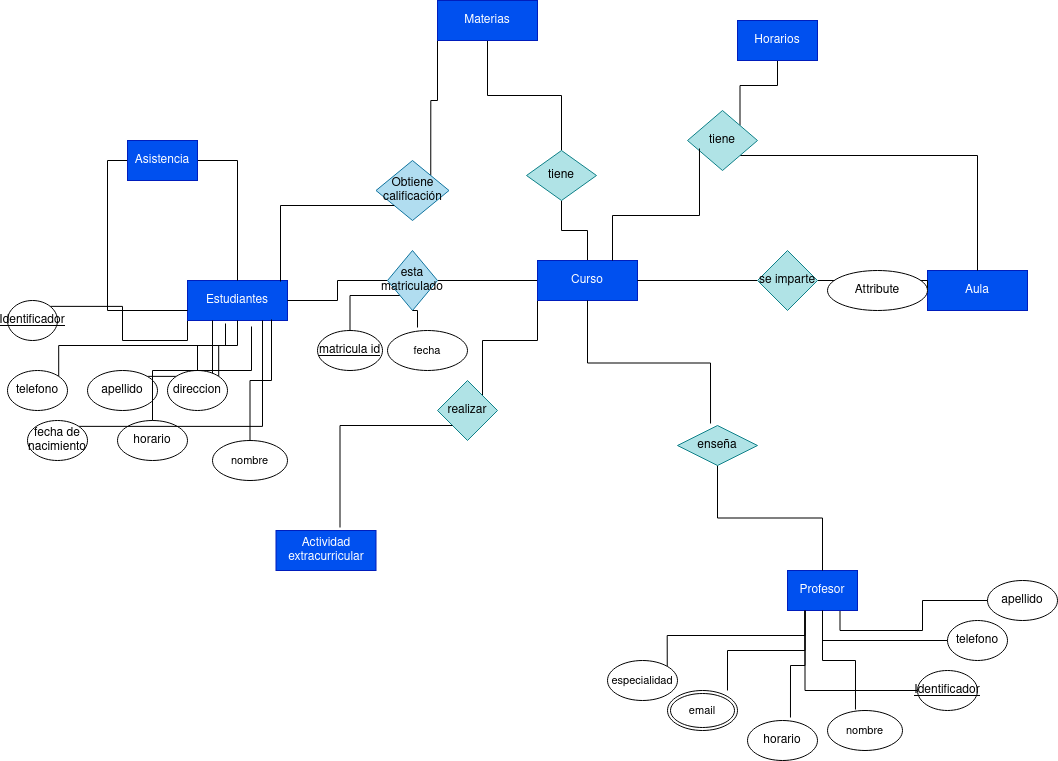 Materias
Horarios
tiene
Asistencia
tiene
Obtiene
calificación
esta
matriculado
Curso
se imparte
Attribute
Aula
Estudiantes
Identificador
matricula id
fecha
telefono
apellido
direccion
realizar
fecha de
nacimiento
horario
nombre
enseña
Actividad
extracurricular
Profesor
apellido
telefono
especialidad
Identificador
email
horario
nombre